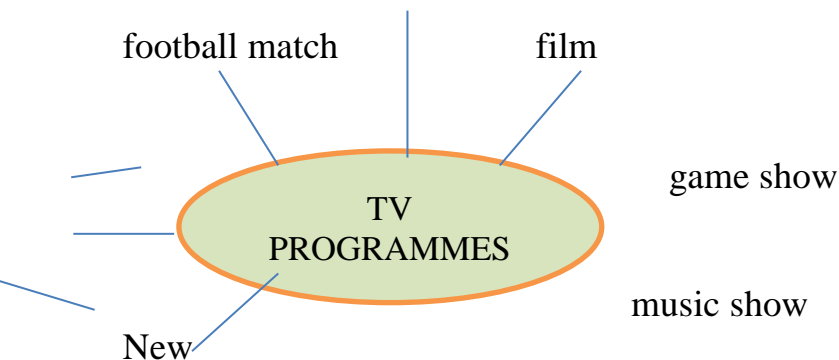 football match
film
game show
TV
PROGRAMMES
music show
New